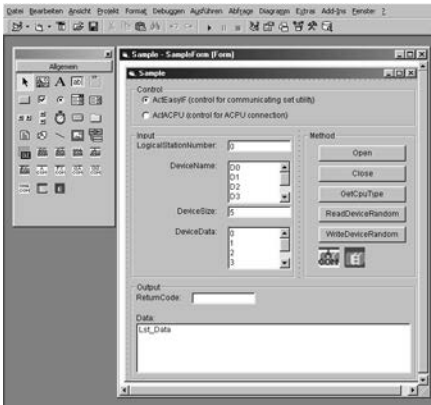 Datei Bearbeiten Ansicht Projekt Format Debuggen Ausführen Abfrage Diagramm Extras Add-Ins Fenster ?
Allgemein
A
Sample - SampleForm (Form)
Sample
Control
ActEasyIF (control for communicating set utility)
ActACPU (control for ACPU connection)
Input
LogicalStationNumber: 0
DeviceName: D0
D1
D2
D3
DeviceSize: 5
DeviceData: 0
1
2
3
Method
Open
Close
GetCpuType
ReadDeviceRandom
WriteDeviceRandom
Output
ReturnCode:
Data:
Lst_Data